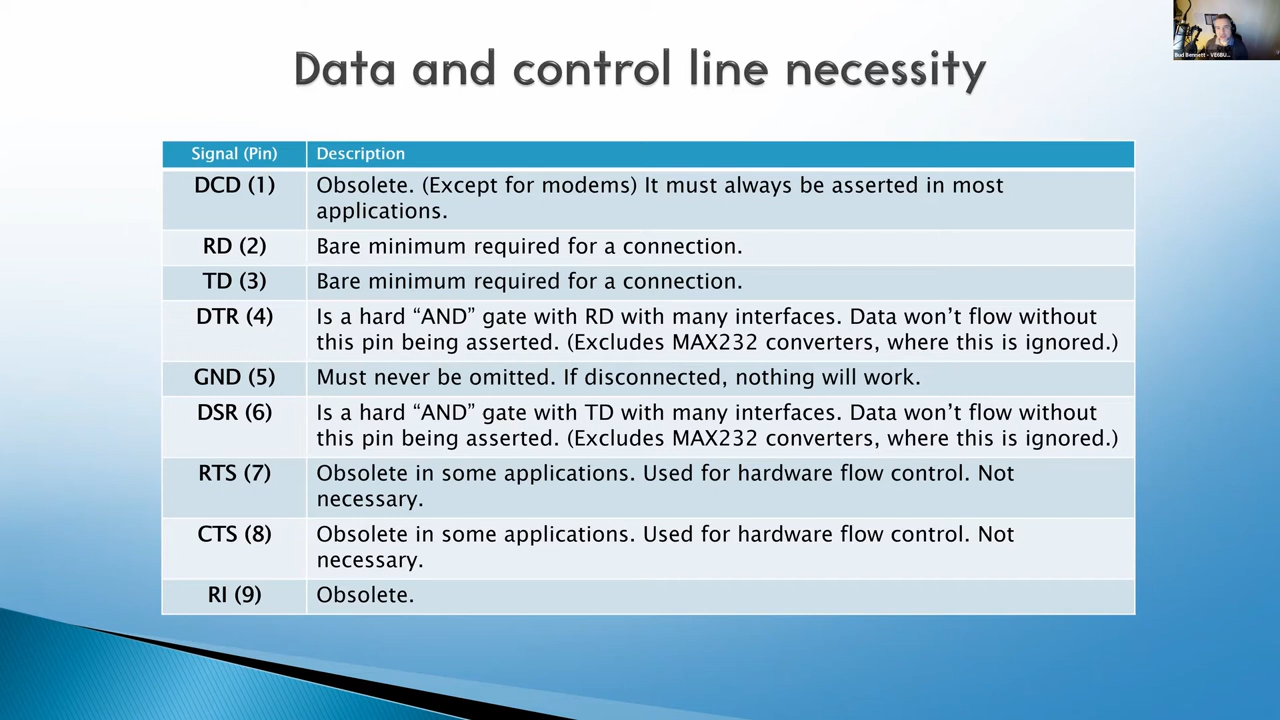 Data and control line necessity
Bud Bennett - VE6BU...
Signal (Pin) Description
DCD (1) Obsolete. (Except for modems) It must always be asserted in most
applications.
RD (2) Bare minimum required for a connection.
TD (3) Bare minimum required for a connection.
DTR (4) Is a hard “AND” gate with RD with many interfaces. Data won’t flow without
this pin being asserted. (Excludes MAX232 converters, where this is ignored.)
GND (5) Must never be omitted. If disconnected, nothing will work.
DSR (6) Is a hard “AND” gate with TD with many interfaces. Data won’t flow without
this pin being asserted. (Excludes MAX232 converters, where this is ignored.)
RTS (7) Obsolete in some applications. Used for hardware flow control. Not
necessary.
CTS (8) Obsolete in some applications. Used for hardware flow control. Not
necessary.
RI (9) Obsolete.